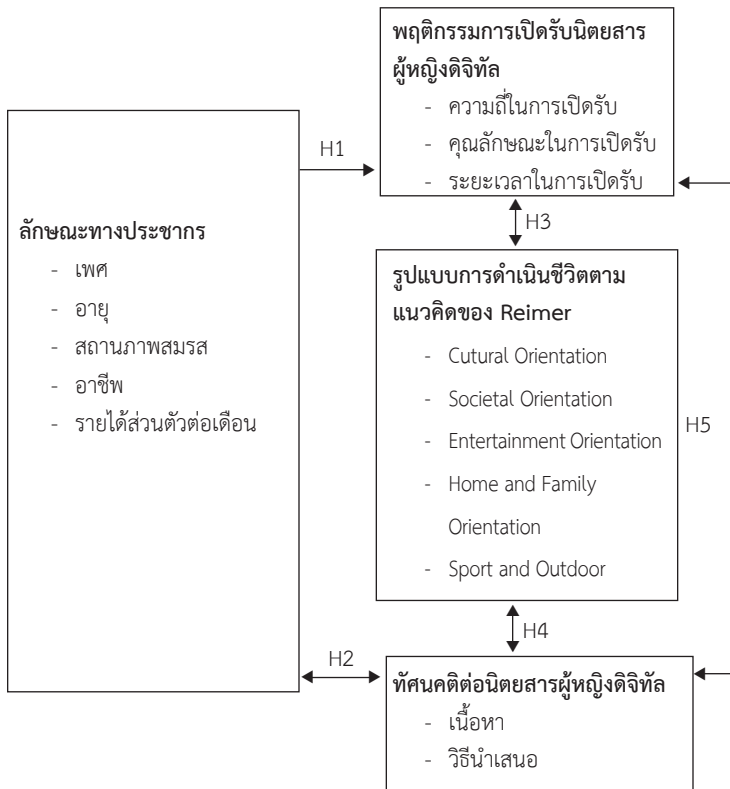 พฤติกรรมการเปิดรับนิตยสาร
ผู้หญิงดิจิทัล
- ความถี่ในการเปิดรับ
- คุณลักษณะในการเปิดรับ
- ระยะเวลาในการเปิดรับ
H1
ลักษณะทางประชากร
- เพศ
- อายุ
- สถานภาพสมรส
- อาชีพ
- รายได้ส่วนตัวต่อเดือน
H3
รูปแบบการดำเนินชีวิตตาม
แนวคิดของ Reimer
- Cutural Orientation
- Societal Orientation
- Entertainment Orientation
- Home and Family
Orientation
- Sport and Outdoor
H5
H4
H2
ทัศนคติต่อนิตยสารผู้หญิงดิจิทัล
- เนื้อหา
- วิธีนำเสนอ